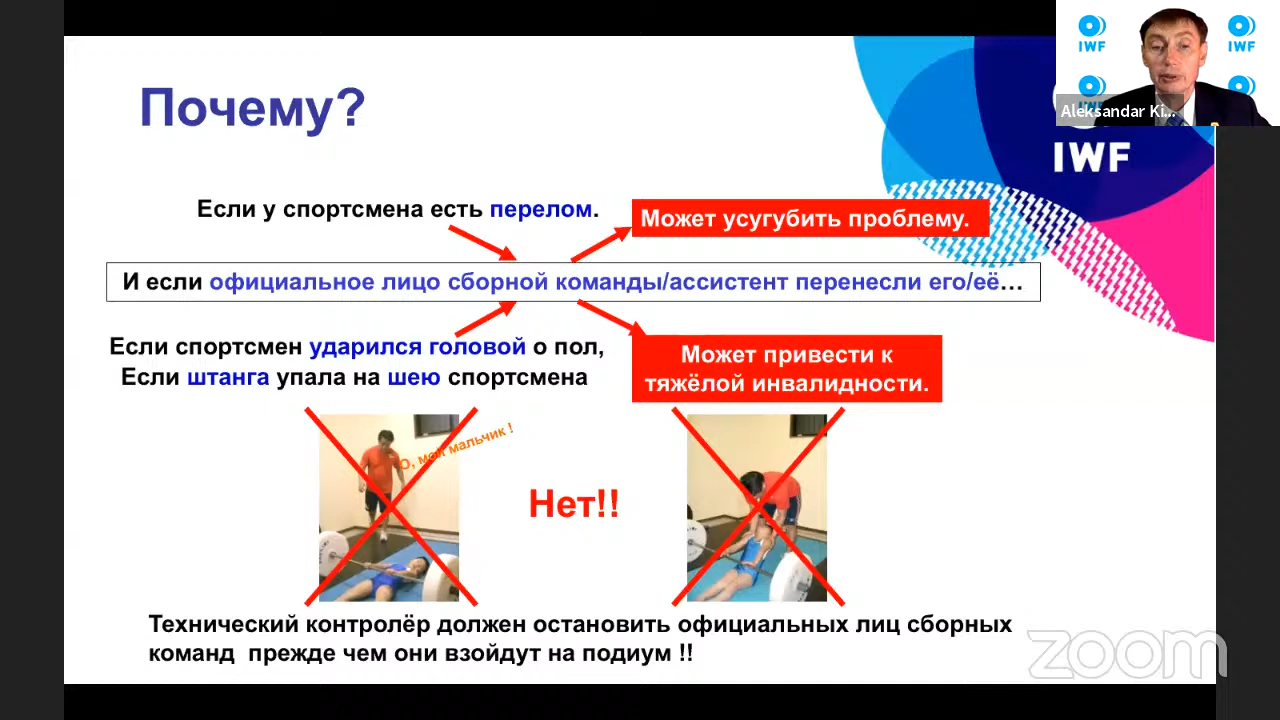 IWF
IWF
Aleksandar Ki...
IWF
Почему?
Если у спортсмена есть перелом.
Может усугубить проблему.
И если официальное лицо сборной команды/ассистент перенесли его/её...
Если спортсмен ударился головой о пол,
Если штанга упала на шею спортсмена
Может привести к
тяжёлой инвалидности.
О, мой мальчик !
Нет!!
Технический контролёр должен остановить официальных лиц сборных
команд прежде чем они взойдут на подиум !!
zoom